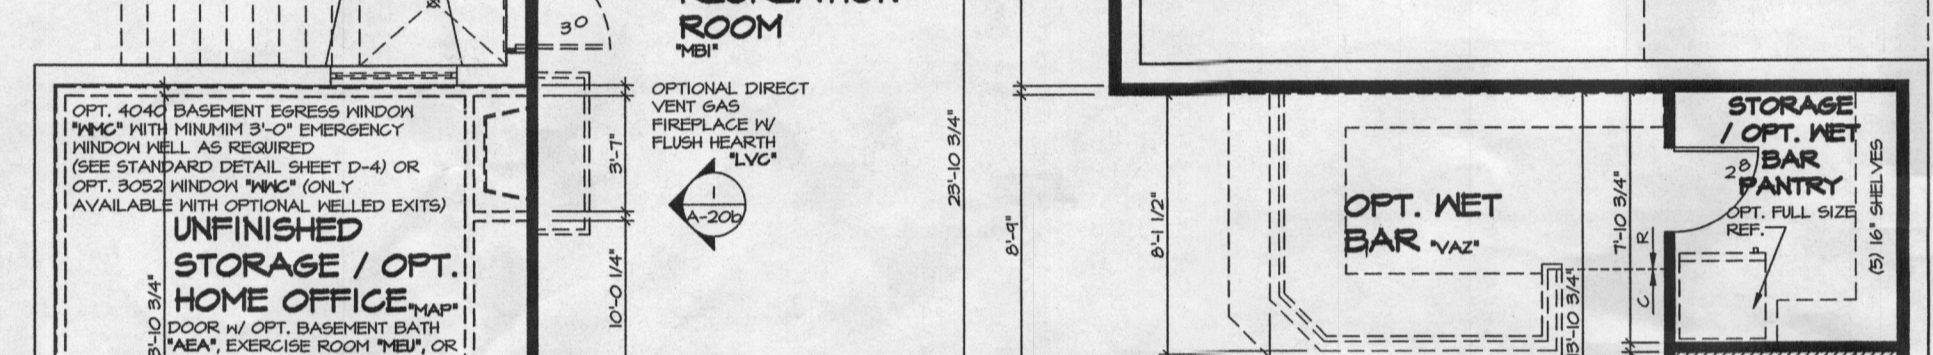 30
ROOM
"MBI"
OPTIONAL DIRECT
VENT GAS
FIREPLACE W/
FLUSH HEARTH
"LVC"
1
A-20b
OPT. 4040 BASEMENT EGRESS WINDOW
"WMC" WITH MINUMIM 3'-0" EMERGENCY
WINDOW WELL AS REQUIRED
(SEE STANDARD DETAIL SHEET D-4) OR
OPT. 3052 WINDOW "WWC" (ONLY
AVAILABLE WITH OPTIONAL WELLED EXITS)
UNFINISHED
STORAGE / OPT.
HOME OFFICE "MAP"
DOOR W/ OPT. BASEMENT BATH
"AEA", EXERCISE ROOM "MEU", OR
3'-7"
10'-0 1/4"
23'-10 3/4"
8'-9"
8'-1 1/2"
OPT. WET
BAR "VAZ"
7'-10 3/4"
R
C
STORAGE
/ OPT. WET
BAR
PANTRY
28
OPT. FULL SIZE
REF.
(5) 16" SHELVES